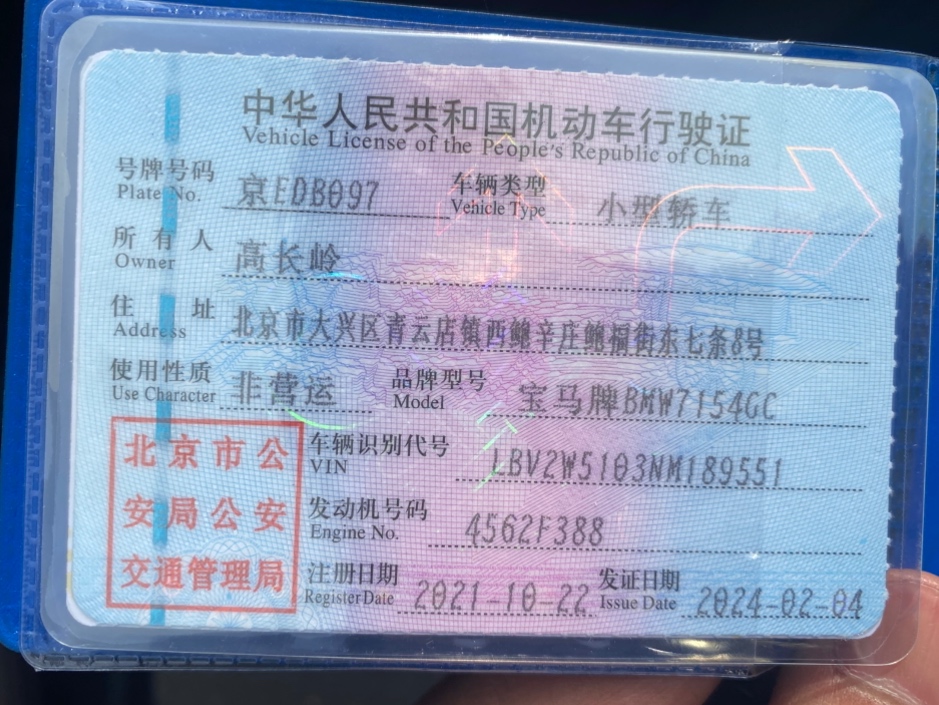 中华人民共和国机动车行驶证
Vehicle License of the People's Republic of China
号牌号码 京EDB097 车辆类型 小型轿车
Plate No. Vehicle Type
所有人 高长岭
Owner
住址 北京市大兴区青云店镇西鲍辛庄鲍福街东七条8号
Address
使用性质 非营运 品牌型号 宝马牌BMW7154GC
Use Character Model
北京市公
安局公安
交通管理局
车辆识别代号 LBV2W5103NM189551
VIN
发动机号码 4562F388
Engine No.
注册日期 2021-10-22 发证日期 2024-02-04
Register Date Issue Date